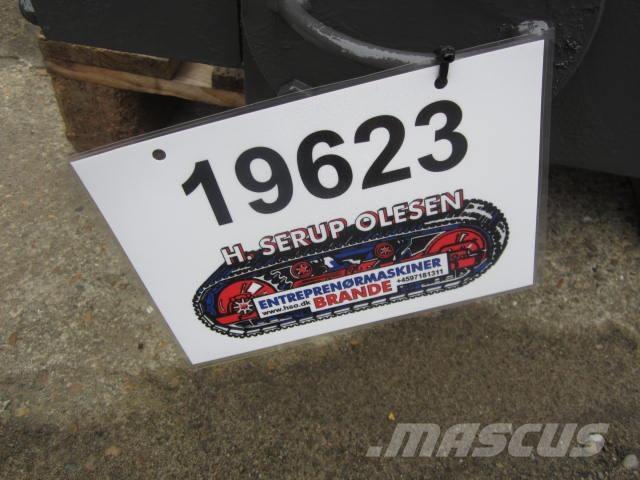 19623
H. SERUP OLESEN
ENTREPRENØRMASKINER
www.hso.dk BRANDE +4597181311
.MASCUS